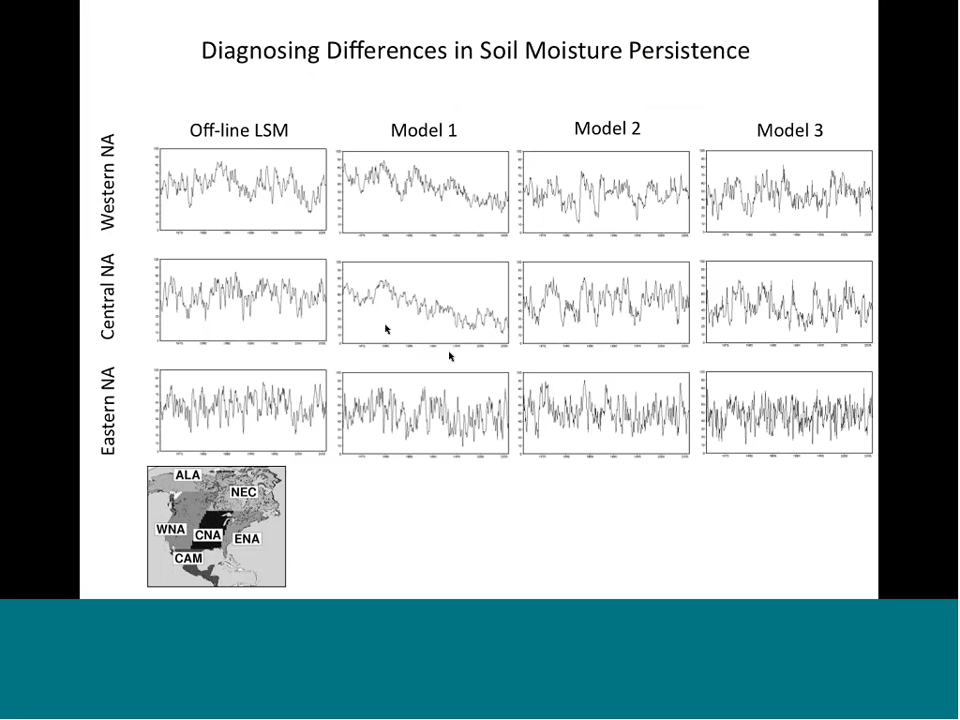 Diagnosing Differences in Soil Moisture Persistence
Off-line LSM
Model 1
Model 2
Model 3
Western NA
Central NA
Eastern NA
ALA
NEC
WNA
CNA
ENA
CAM